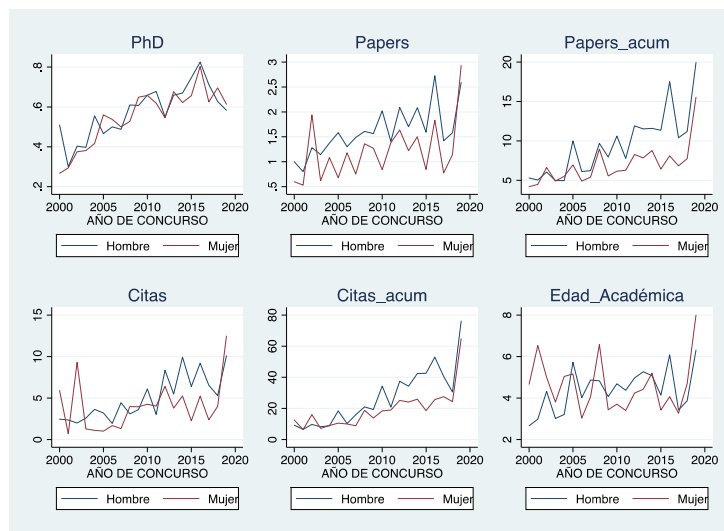 PhD
.8
.6
.4
.2
2000 2005 2010 2015 2020
AÑO DE CONCURSO
Hombre Mujer
Papers
3
2.5
2
1.5
1
.5
2000 2005 2010 2015 2020
AÑO DE CONCURSO
Hombre Mujer
Papers_acum
20
15
10
5
2000 2005 2010 2015 2020
AÑO DE CONCURSO
Hombre Mujer
Citas
15
10
5
0
2000 2005 2010 2015 2020
AÑO DE CONCURSO
Hombre Mujer
Citas_acum
80
60
40
20
0
2000 2005 2010 2015 2020
AÑO DE CONCURSO
Hombre Mujer
Edad_Académica
8
6
4
2
2000 2005 2010 2015 2020
AÑO DE CONCURSO
Hombre Mujer